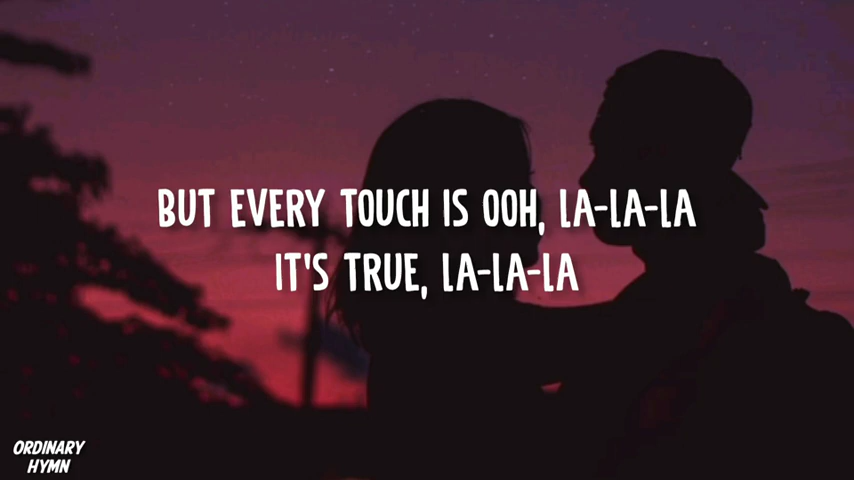 BUT EVERY TOUCH IS OOH, LA-LA-LA
IT'S TRUE, LA-LA-LA
ORDINARY
HYMN